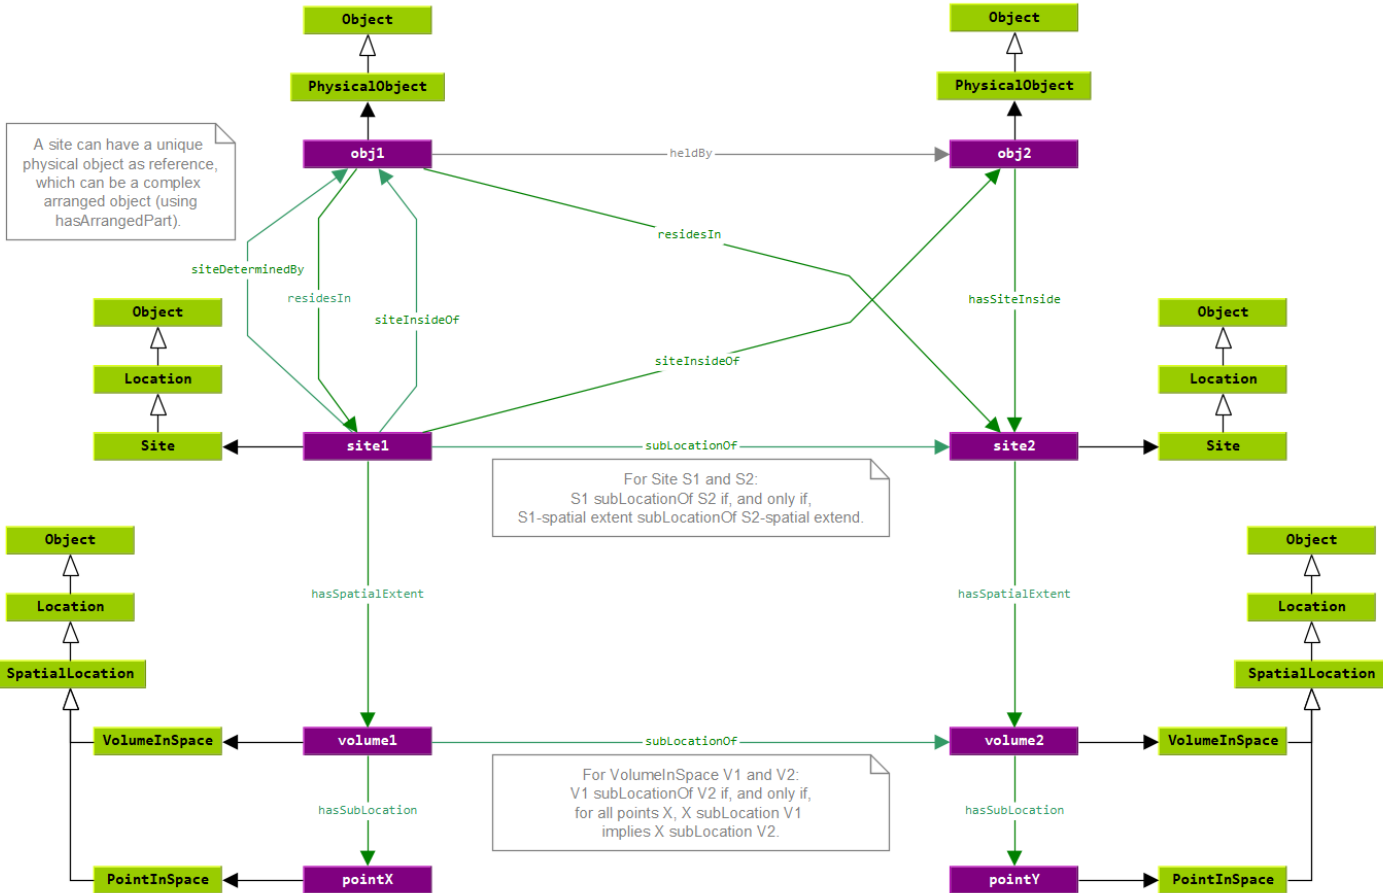 Object
Object
PhysicalObject
PhysicalObject
A site can have a unique
physical object as reference,
which can be a complex
arranged object (using
hasArrangedPart).
obj1
heldBy
obj2
residesIn
siteDeterminedBy
residesIn
siteInsideOf
hasSiteInside
siteInsideOf
Object
Object
Location
Location
Site
site1
subLocationOf
site2
Site
For Site S1 and S2:
S1 subLocationOf S2 if, and only if,
S1-spatial extent subLocationOf S2-spatial extend.
Object
Object
Location
Location
hasSpatialExtent
hasSpatialExtent
SpatialLocation
SpatialLocation
VolumeInSpace
volume1
subLocationOf
volume2
VolumeInSpace
For VolumeInSpace V1 and V2:
V1 subLocationOf V2 if, and only if,
for all points X, X subLocation V1
implies X subLocation V2.
hasSubLocation
hasSubLocation
PointInSpace
pointX
pointY
PointInSpace